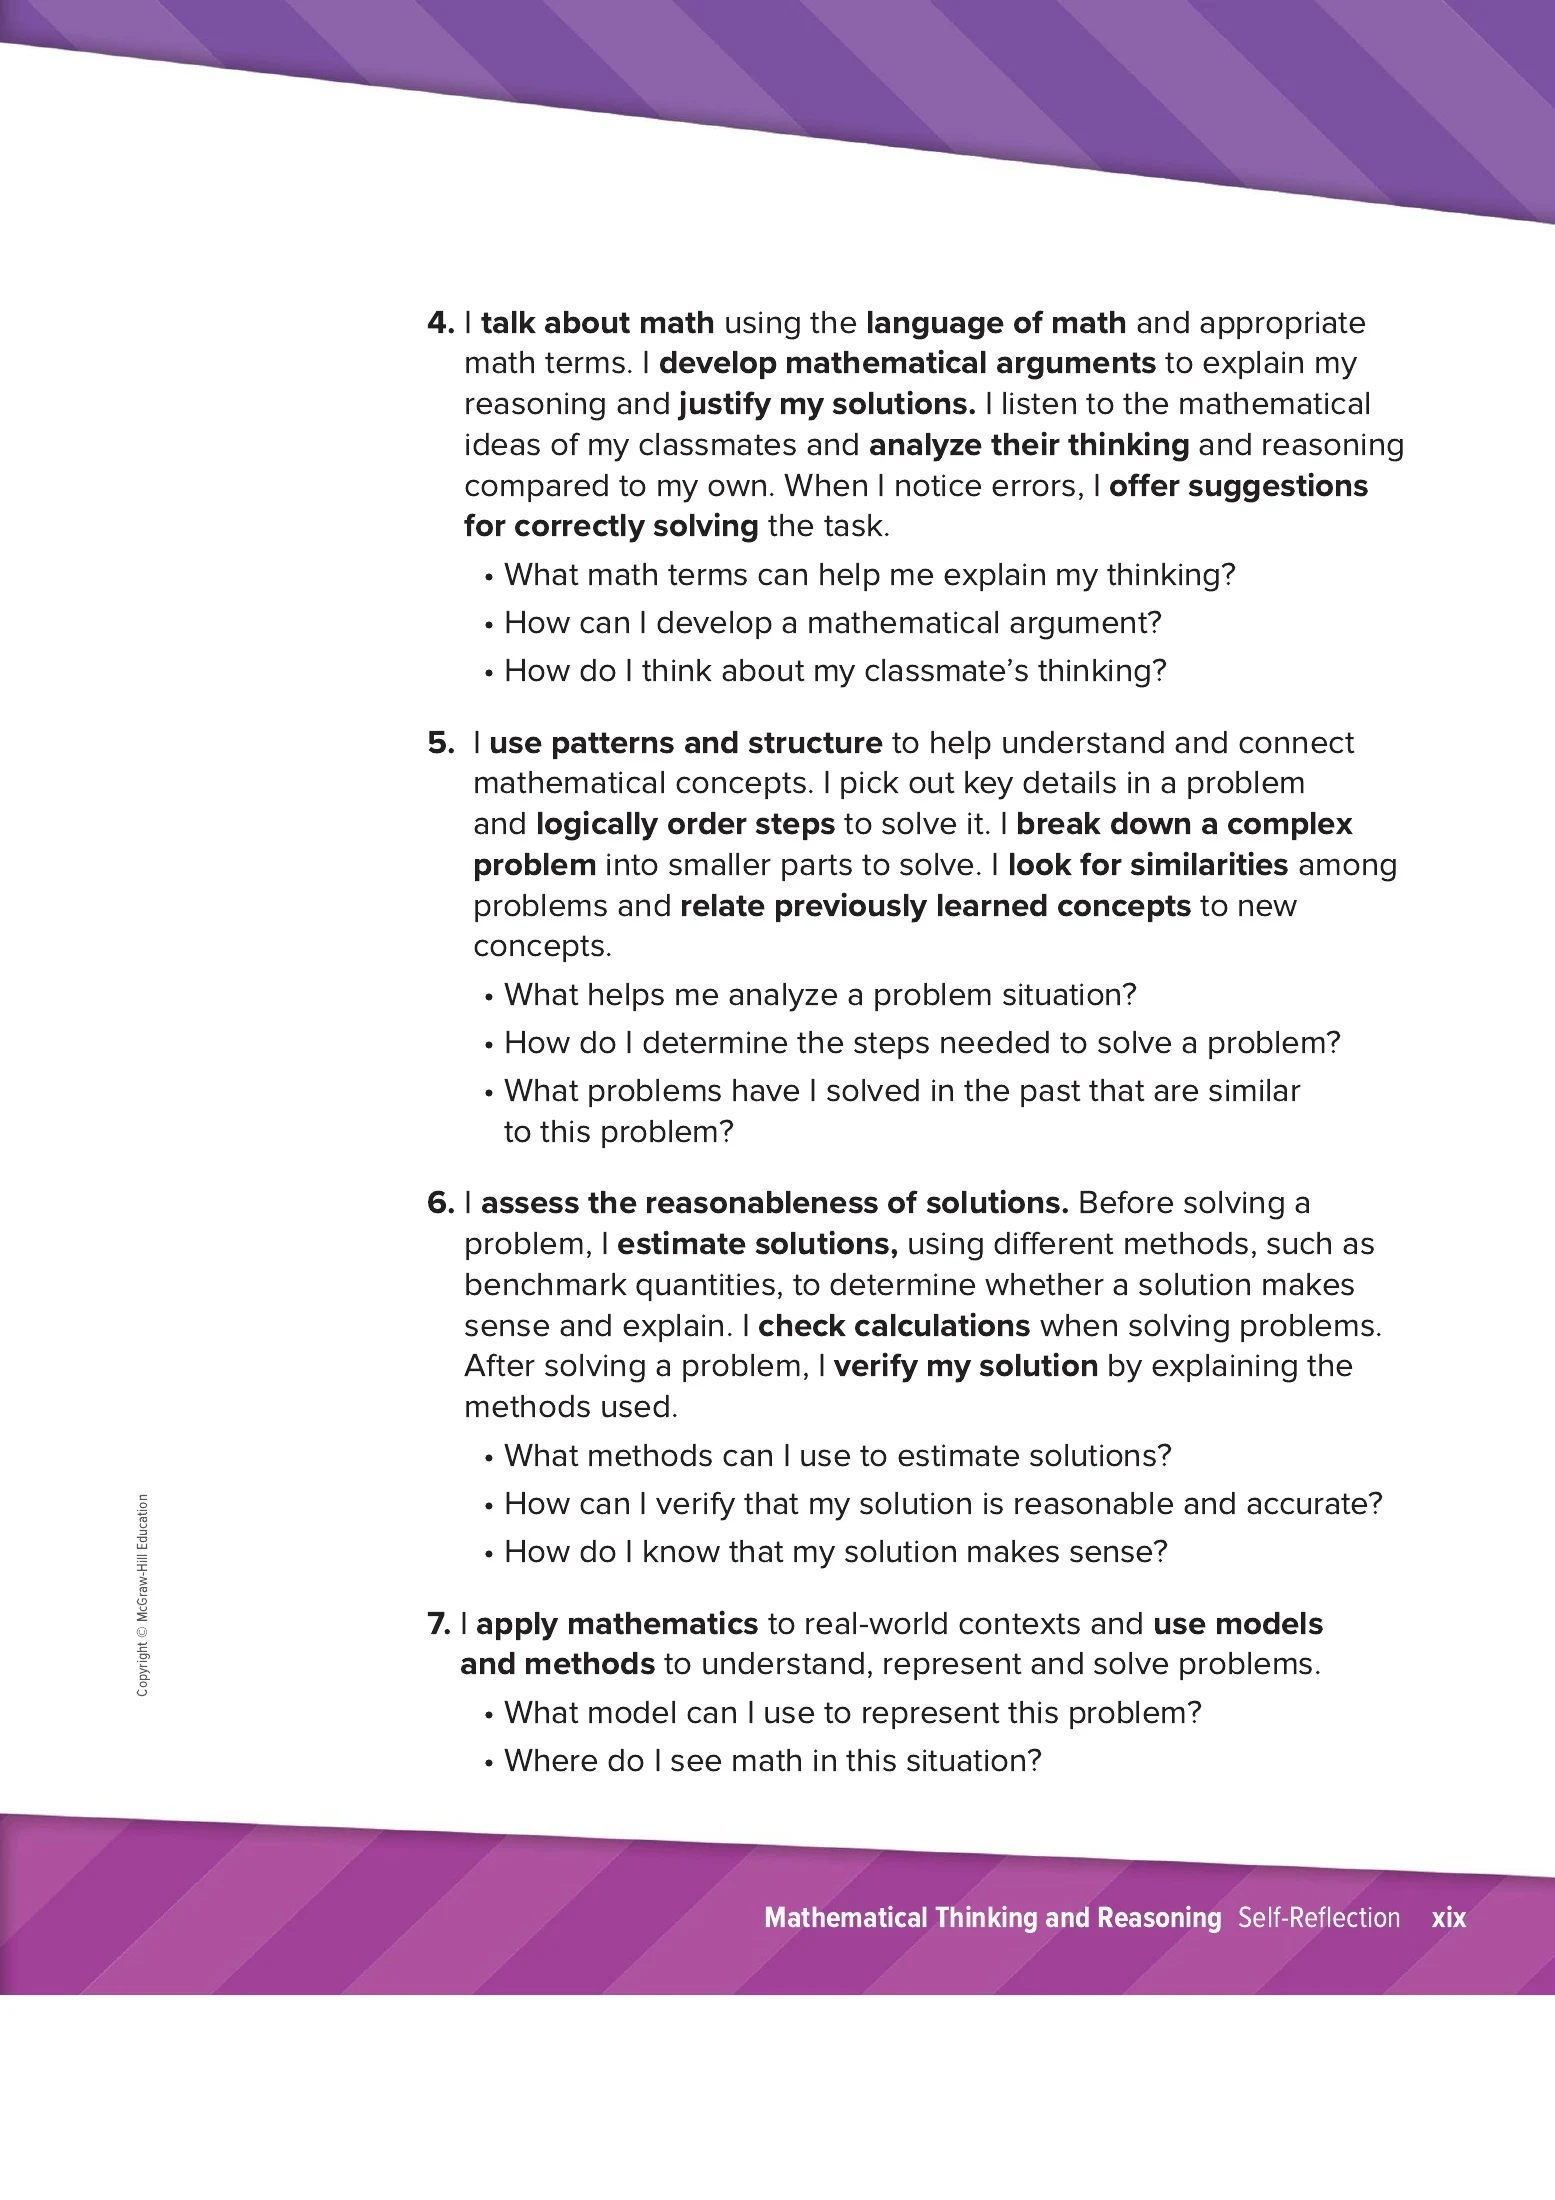 4. I talk about math using the language of math and appropriate
math terms. I develop mathematical arguments to explain my
reasoning and justify my solutions. I listen to the mathematical
ideas of my classmates and analyze their thinking and reasoning
compared to my own. When I notice errors, I offer suggestions
for correctly solving the task.
• What math terms can help me explain my thinking?
• How can I develop a mathematical argument?
• How do I think about my classmate's thinking?
5. I use patterns and structure to help understand and connect
mathematical concepts. I pick out key details in a problem
and logically order steps to solve it. I break down a complex
problem into smaller parts to solve. I look for similarities among
problems and relate previously learned concepts to new
concepts.
• What helps me analyze a problem situation?
• How do I determine the steps needed to solve a problem?
• What problems have I solved in the past that are similar
to this problem?
6. I assess the reasonableness of solutions. Before solving a
problem, I estimate solutions, using different methods, such as
benchmark quantities, to determine whether a solution makes
sense and explain. I check calculations when solving problems.
After solving a problem, I verify my solution by explaining the
methods used.
• What methods can I use to estimate solutions?
• How can I verify that my solution is reasonable and accurate?
• How do I know that my solution makes sense?
7. I apply mathematics to real-world contexts and use models
and methods to understand, represent and solve problems.
• What model can I use to represent this problem?
• Where do I see math in this situation?
Copyright © McGraw-Hill Education
Mathematical Thinking and Reasoning Self-Reflection xix